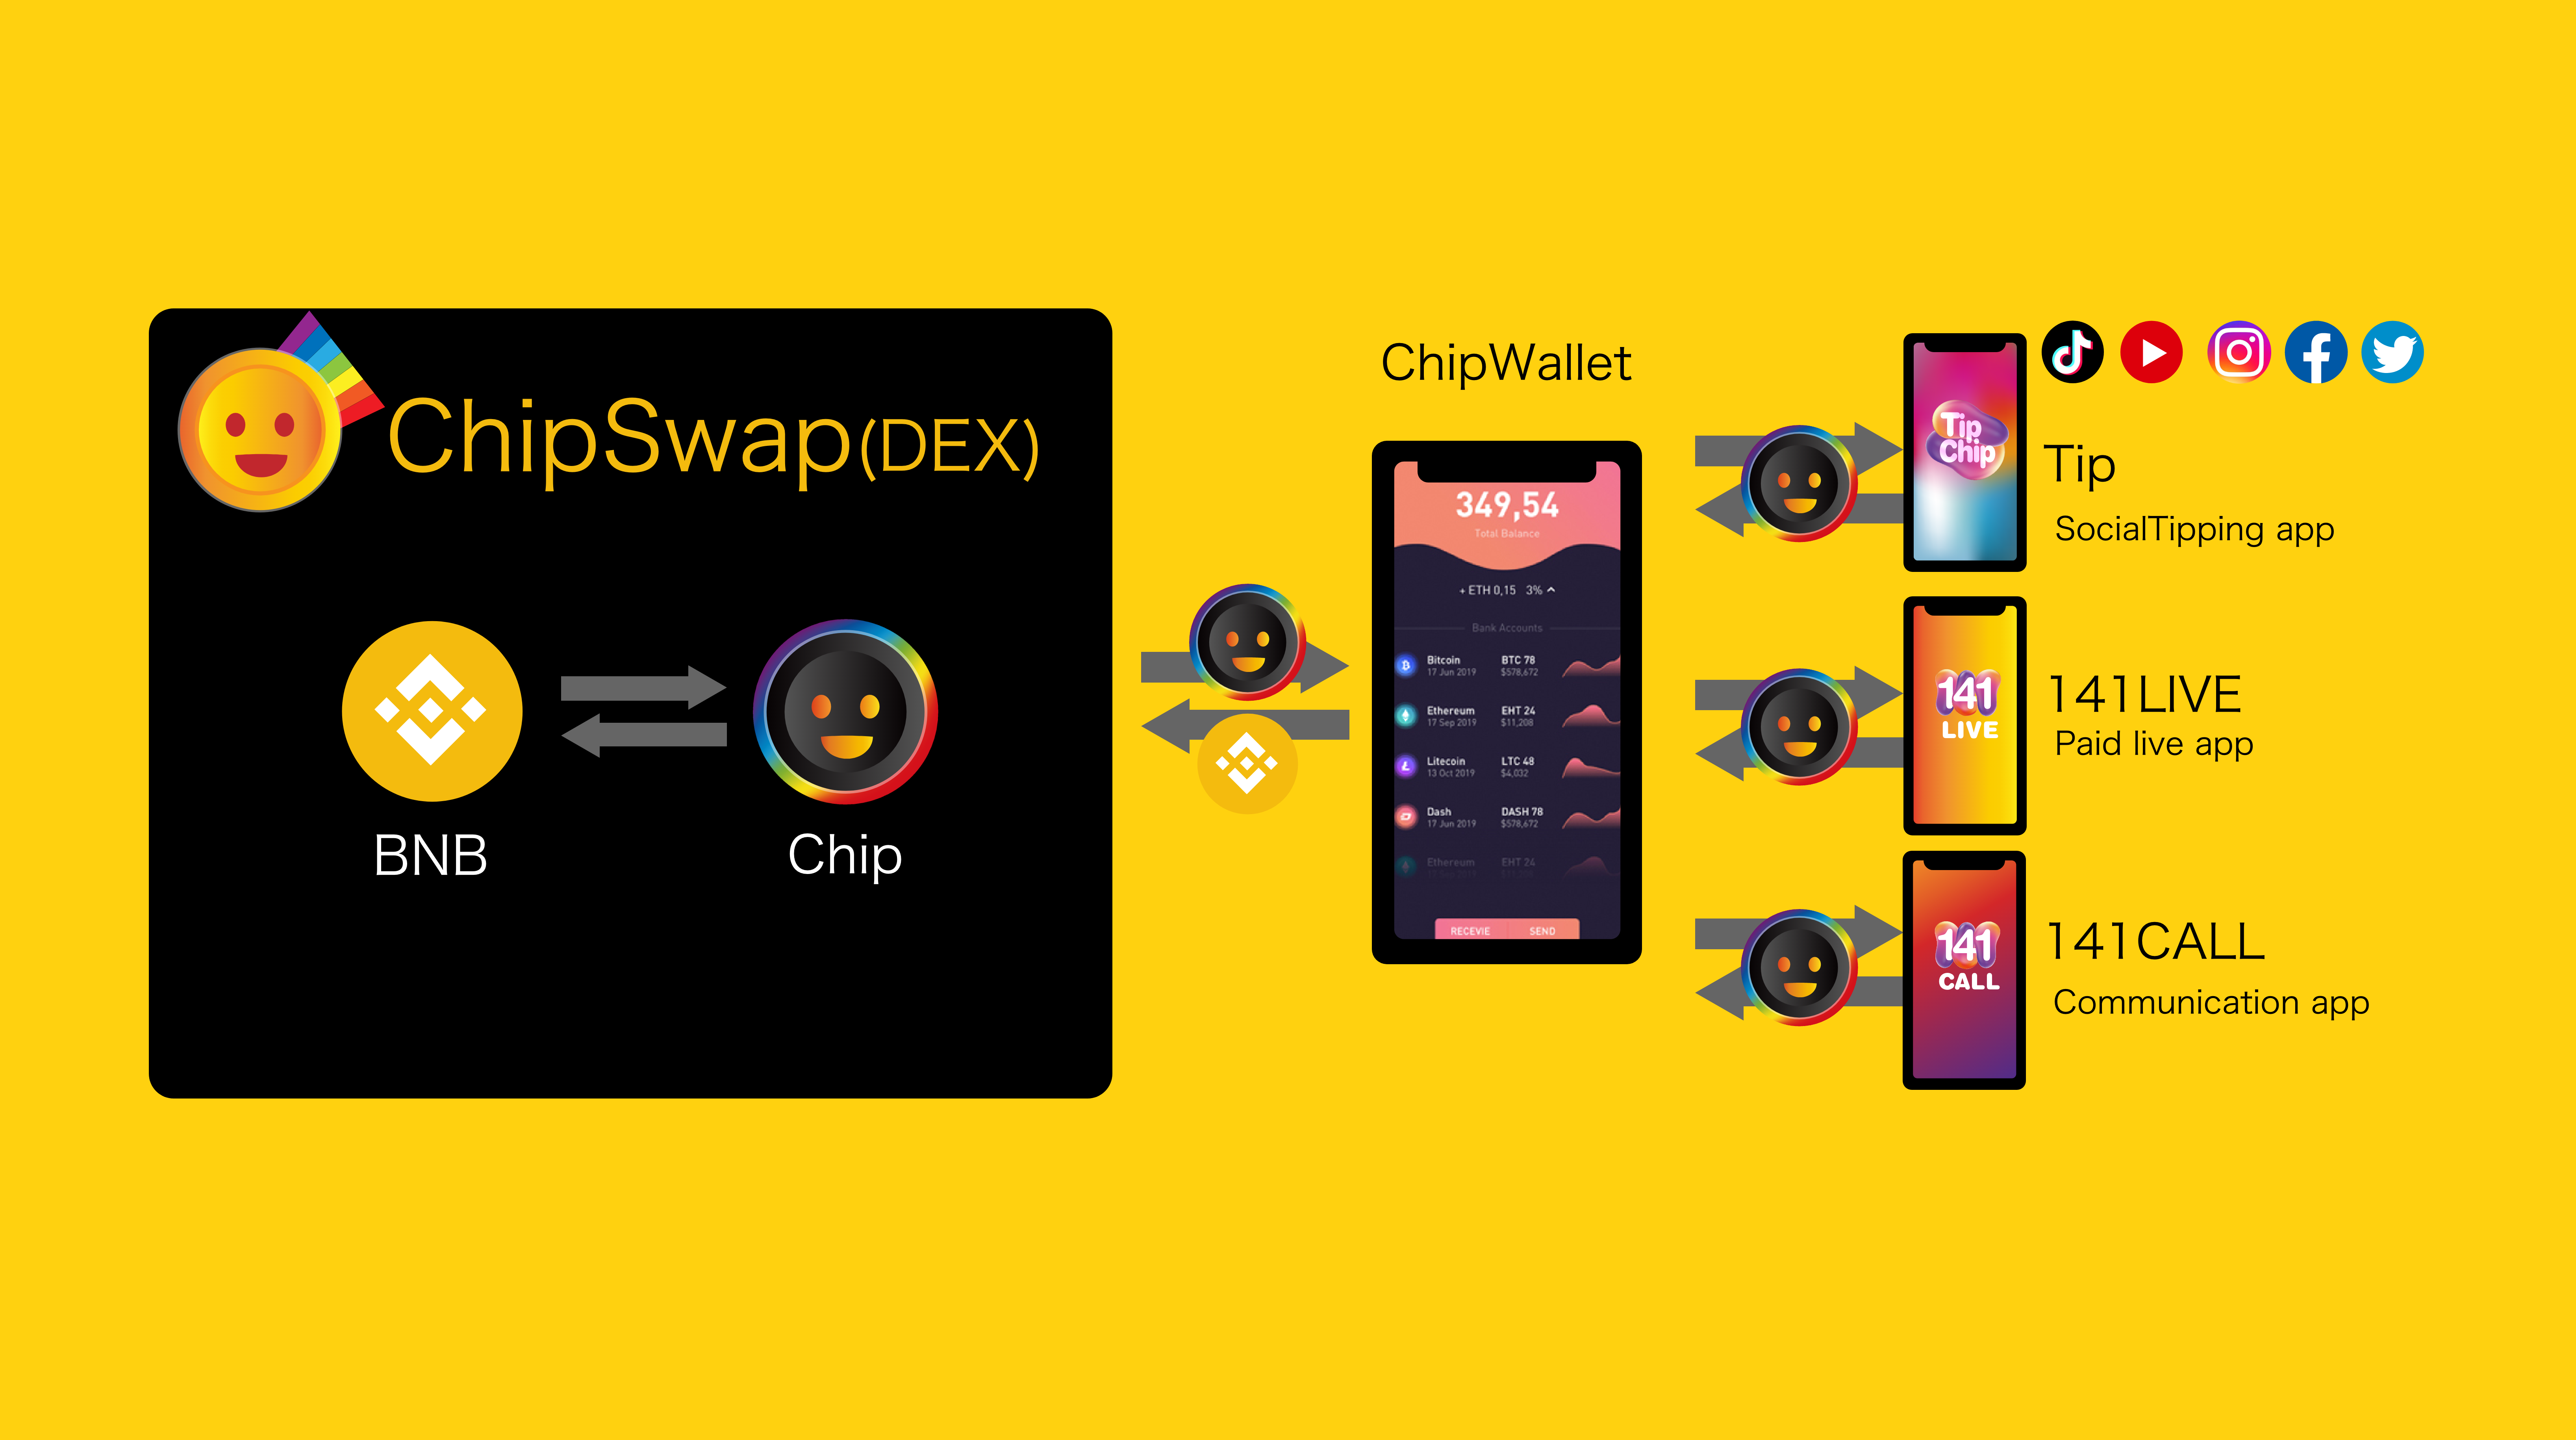 ChipSwap(DEX)
BNB
Chip
ChipWallet
349,54
Total Balance
+ ETH 0,15 3%
Bank Accounts
Bitcoin BTC 78
17 Jun 2019 $578,672
Ethereum EHT 24
17 Sep 2019 $11,208
Litecoin LTC 48
13 Oct 2019 $4,032
Dash DASH 78
17 Jun 2019 $578,672
Ethereum EHT 24
RECEVIE SEND
Tip
Chip
Tip
SocialTipping app
141
LIVE
141LIVE
Paid live app
141
CALL
141CALL
Communication app